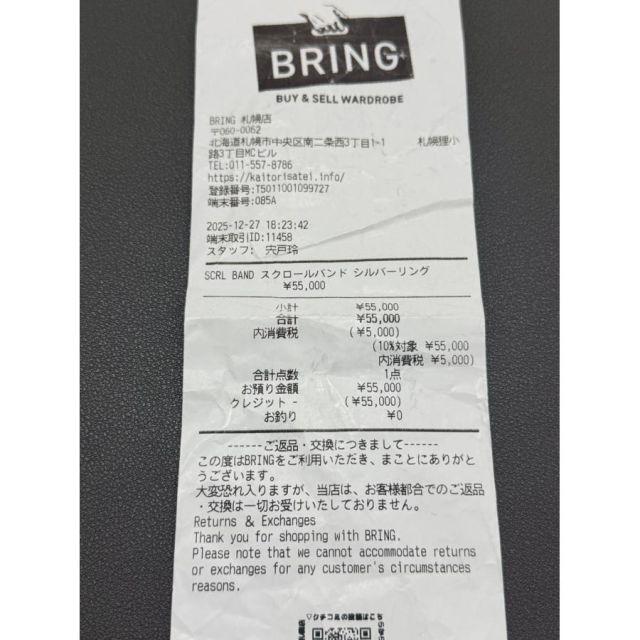 BRING
BUY & SELL WARDROBE
BRING 札幌店
〒060-0062
北海道札幌市中央区南二条西3丁目1-1 札幌狸小
路3丁目MCビル
TEL:011-557-8786
https://kaitorisatei.info/
登録番号:T5011001099727
端末番号:085A
2025-12-27 18:23:42
端末取引ID:11458
スタッフ: 宍戸玲
SCRL BAND スクロールバンド シルバーリング
¥55,000
小計 ¥55,000
合計 ¥55,000
内消費税 (¥5,000)
(10%対象 ¥55,000
内消費税 ¥5,000)
合計点数 1点
お預り金額 ¥55,000
クレジット - (¥55,000)
お釣り ¥0
------ご返品・交換につきまして------
この度はBRINGをご利用いただき、まことにありがと
うございます。
大変恐れ入りますが、当店は、お客様都合でのご返品
・交換は一切お受けいたしておりません。
Returns & Exchanges
Thank you for shopping with BRING.
Please note that we cannot accommodate returns
or exchanges for any customer's circumstances
reasons.
▽クチコミの投稿はこち